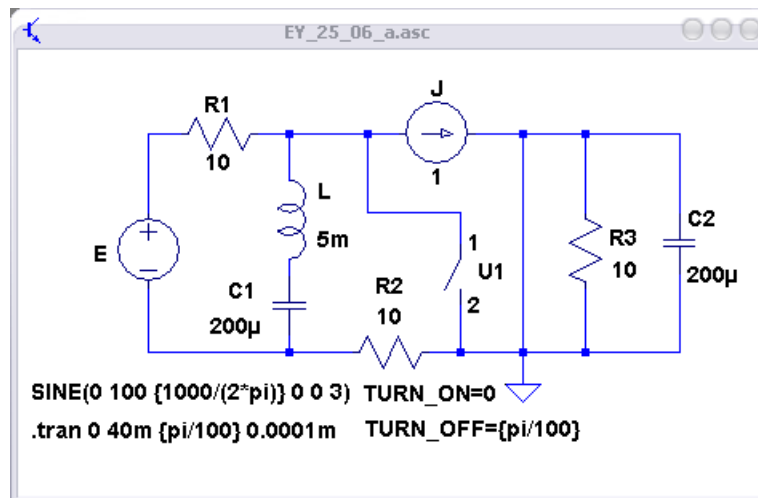 EY_25_06_a.asc
J
R1
10
1
L
5m
E
C1
200µ
R2
10
1
U1
2
R3
10
C2
200µ
SINE(0 100 {1000/(2*pi)} 0 0 3) TURN_ON=0
.tran 0 40m {pi/100} 0.0001m TURN_OFF={pi/100}